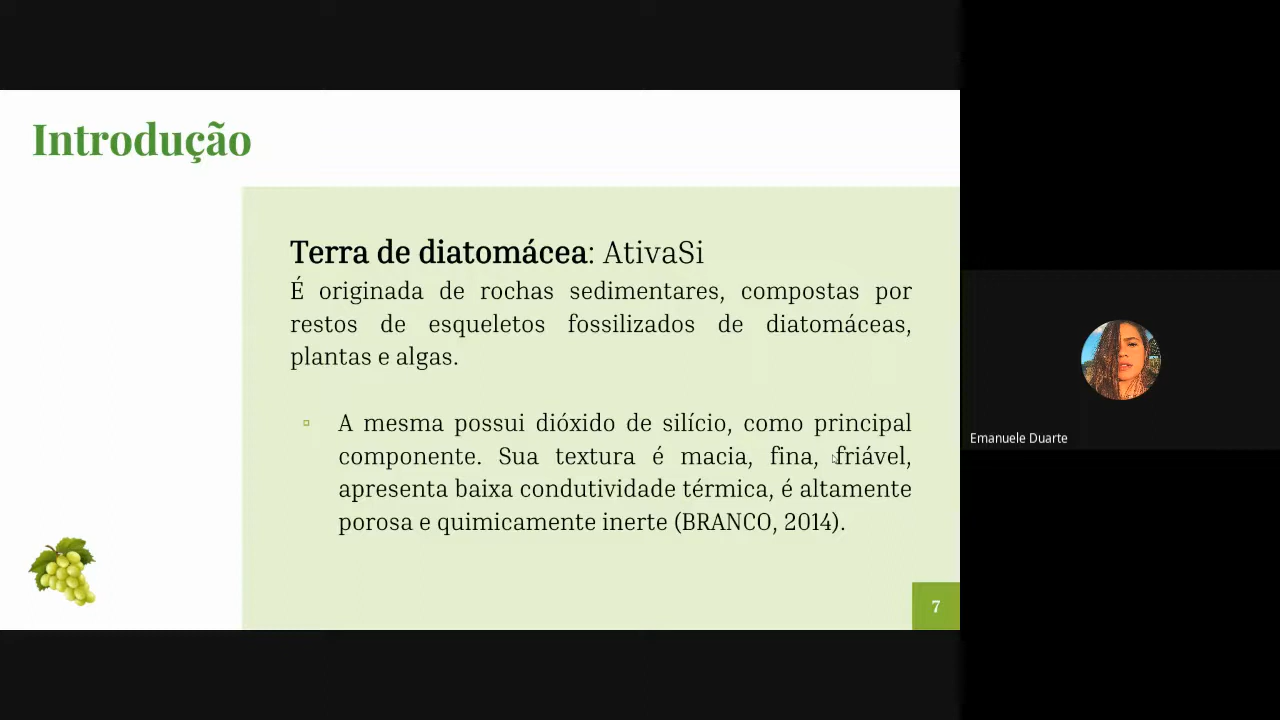 Introdução
Terra de diatomácea: AtivaSi
É originada de rochas sedimentares, compostas por
restos de esqueletos fossilizados de diatomáceas,
plantas e algas.
A mesma possui dióxido de silício, como principal
componente. Sua textura é macia, fina, friável,
apresenta baixa condutividade térmica, é altamente
porosa e quimicamente inerte (BRANCO, 2014).
7
Emanuele Duarte